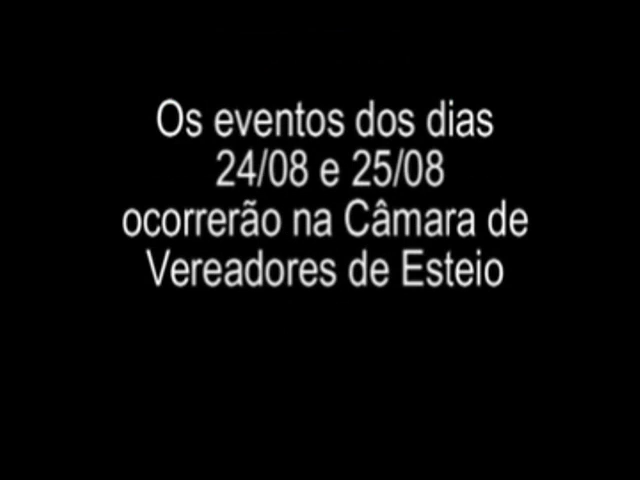 Os eventos dos dias
24/08 e 25/08
ocorrerão na Câmara de
Vereadores de Esteio